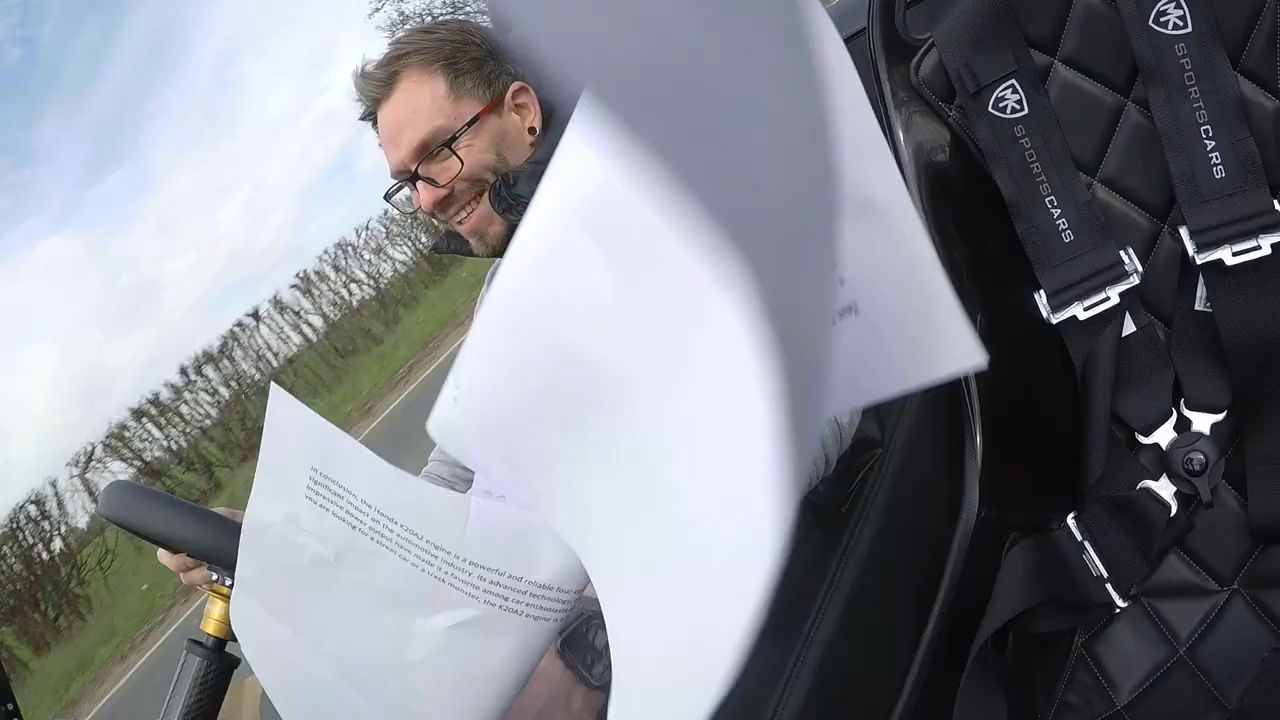 In conclusion, the Honda K20A2 engine is a powerful and reliable four
significant impact on the automotive industry. Its advanced technology
impressive power output have made it a favorite among car enthusiasts
you are looking for a street car or a track monster, the K20A2 engine
MK SPORTSCARS
MK SPORTSCARS